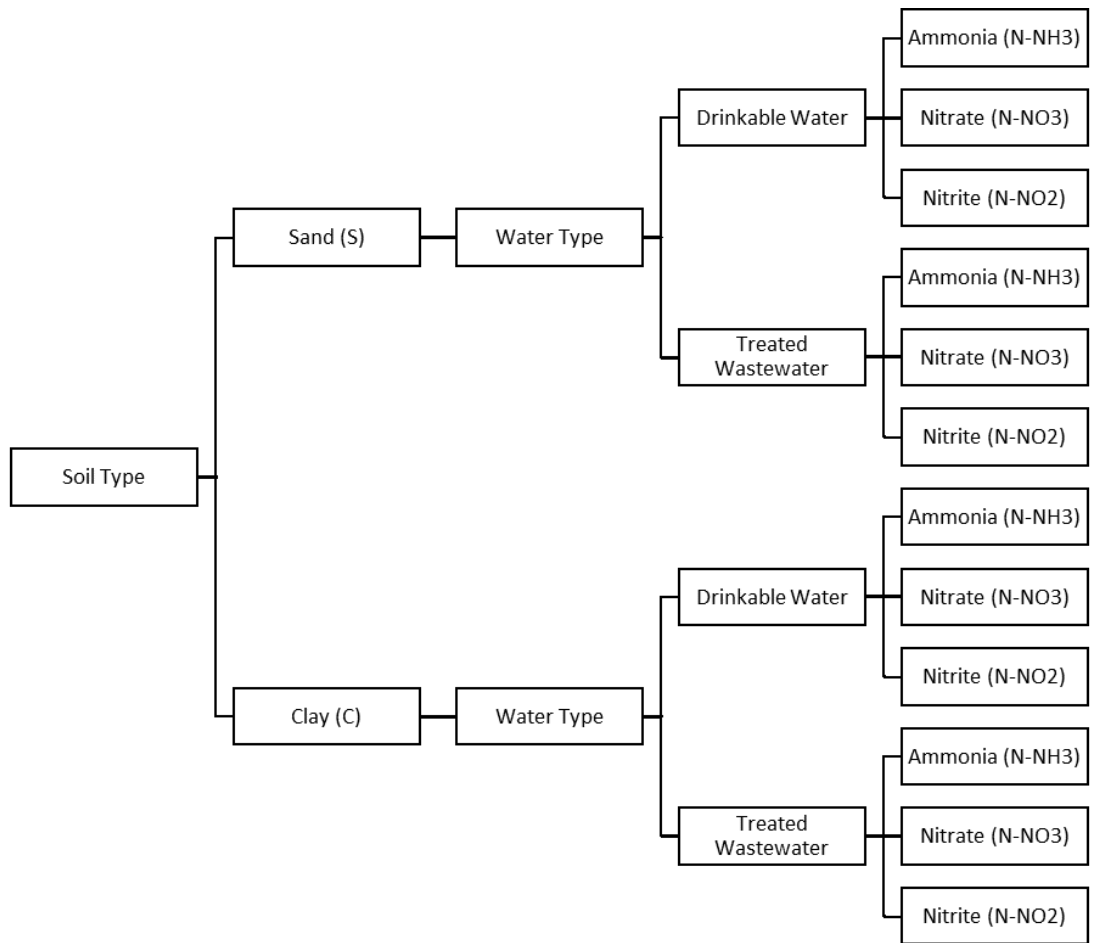 Soil Type
Sand (S)
Water Type
Drinkable Water
Ammonia (N-NH3)
Nitrate (N-NO3)
Nitrite (N-NO2)
Treated
Wastewater
Ammonia (N-NH3)
Nitrate (N-NO3)
Nitrite (N-NO2)
Clay (C)
Water Type
Drinkable Water
Ammonia (N-NH3)
Nitrate (N-NO3)
Nitrite (N-NO2)
Treated
Wastewater
Ammonia (N-NH3)
Nitrate (N-NO3)
Nitrite (N-NO2)